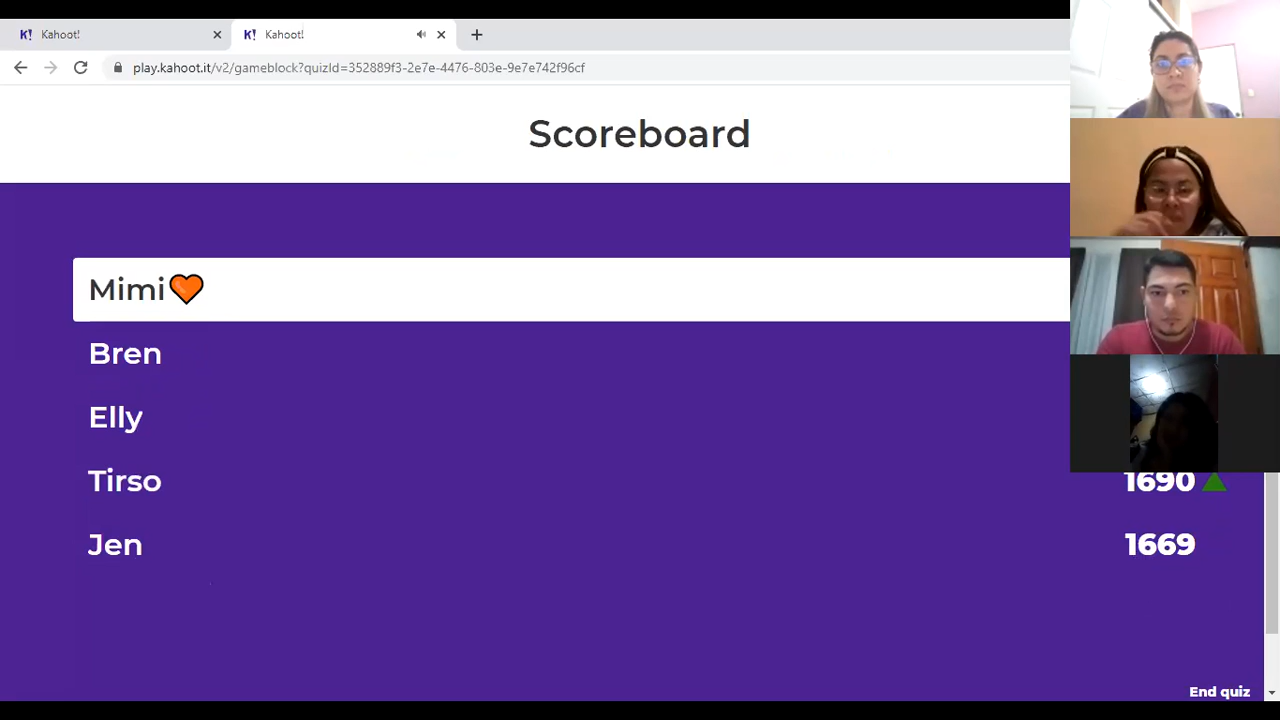 K! Kahoot! K! Kahoot!
play.kahoot.it/v2/gameblock?quizId=352889f3-2e7e-4476-803e-9e7e742f96cf
Scoreboard
Mimi🧡
Bren
Elly
Tirso 1690
Jen 1669
End quiz